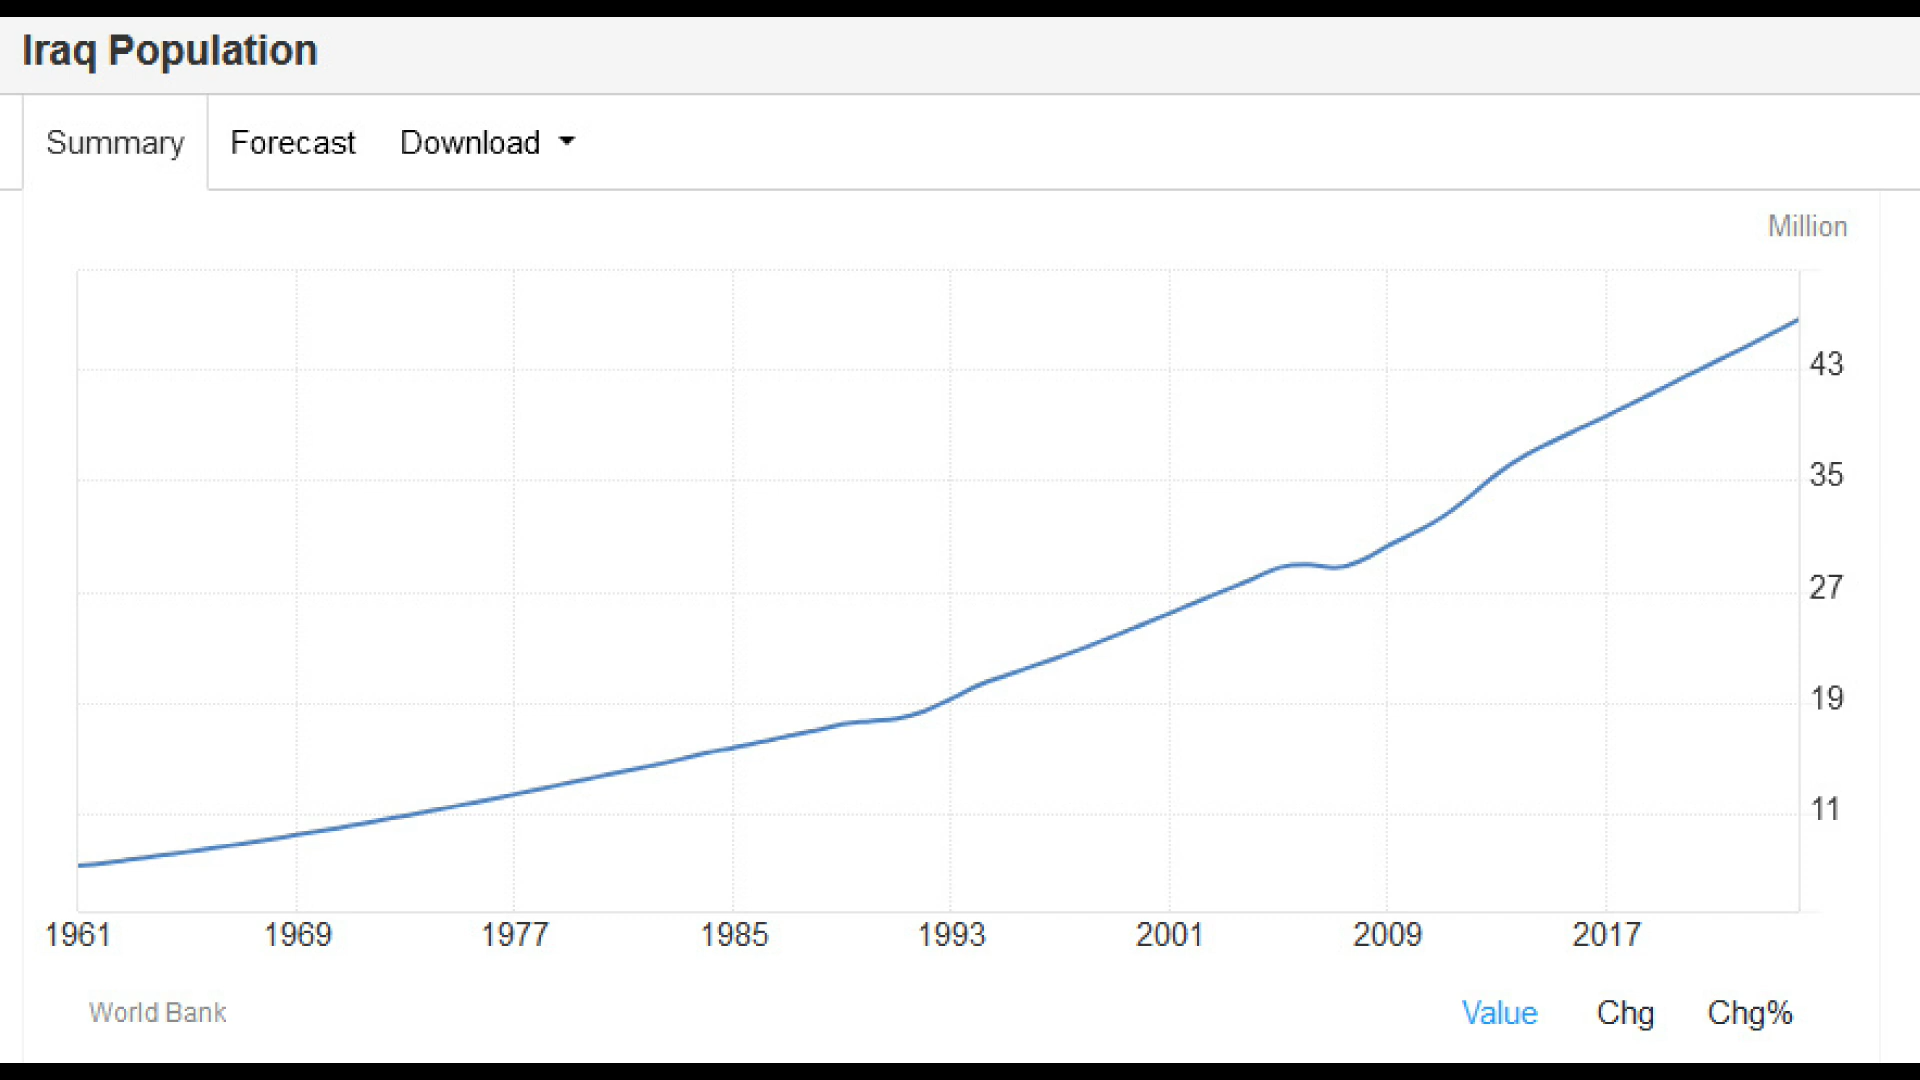 Iraq Population
Summary Forecast Download
Million
43
35
27
19
11
1961 1969 1977 1985 1993 2001 2009 2017
World Bank Value Chg Chg%